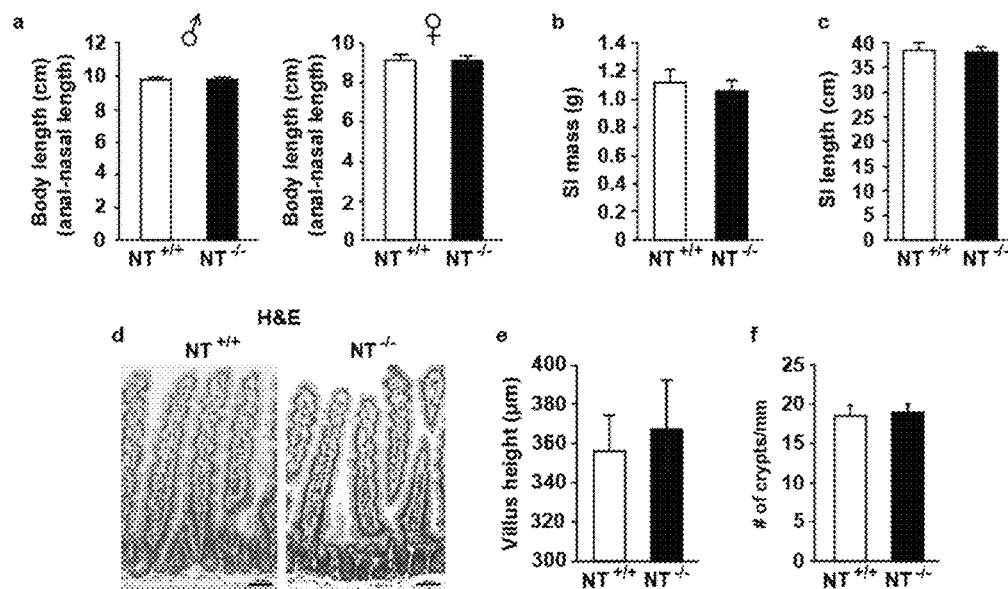 a
♂
Body length (cm)
(anal-nasal length)
12
10
8
6
4
2
0
NT +/+ NT -/-
♀
Body length (cm)
(anal-nasal length)
10
8
6
4
2
0
NT +/+ NT -/-
b
SI mass (g)
1.4
1.2
1.0
0.8
0.6
0.4
0.2
0
NT +/+ NT -/-
c
SI length (cm)
40
35
30
25
20
15
10
5
0
NT +/+ NT -/-
d
H&E
NT +/+ NT -/-
e
Villus height (μm)
400
380
360
340
320
300
NT +/+ NT -/-
f
# of crypts/mm
25
20
15
10
5
0
NT +/+ NT -/-